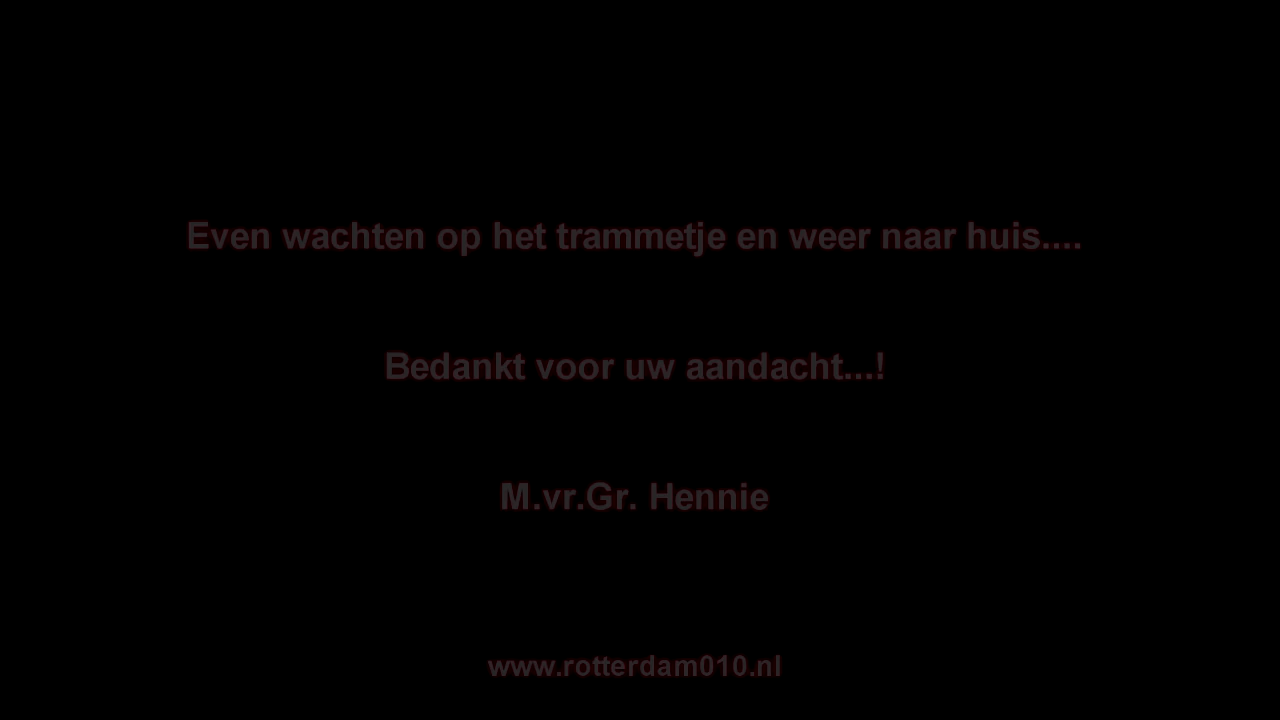 Even wachten op het trammetje en weer naar huis....
Bedankt voor uw aandacht...!
M.vr.Gr. Hennie
www.rotterdam010.nl